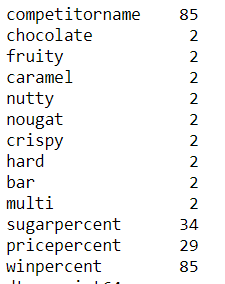 competitorname 85
chocolate 2
fruity 2
caramel 2
nutty 2
nougat 2
crispy 2
hard 2
bar 2
multi 2
sugarpercent 34
pricepercent 29
winpercent 85